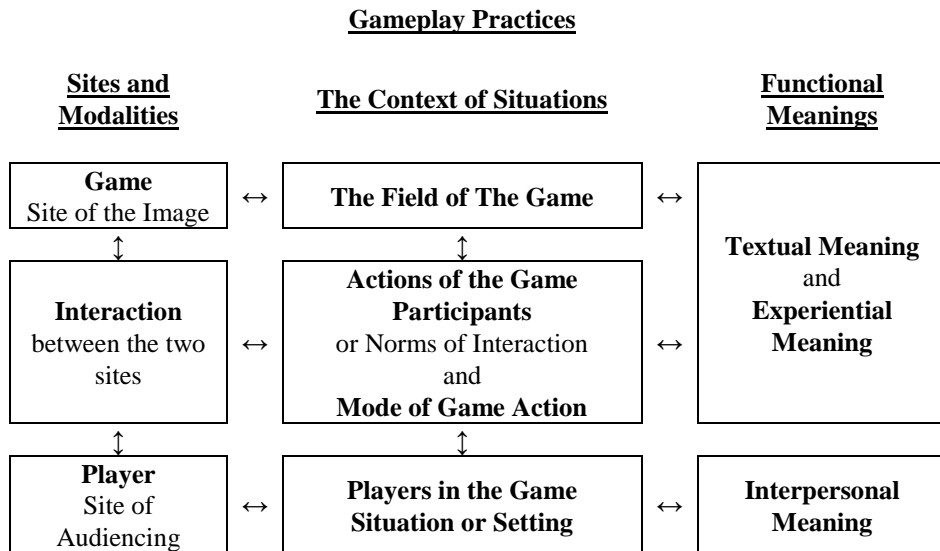 Gameplay Practices
Sites and
Modalities
The Context of Situations
Functional
Meanings
Game
Site of the Image
↔
The Field of The Game
↔
Textual Meaning
and
Experiential
Meaning
↕
↕
Interaction
between the two
sites
↔
Actions of the Game
Participants
or Norms of Interaction
and
Mode of Game Action
↔
↕
↕
Player
Site of
Audiencing
↔
Players in the Game
Situation or Setting
↔
Interpersonal
Meaning